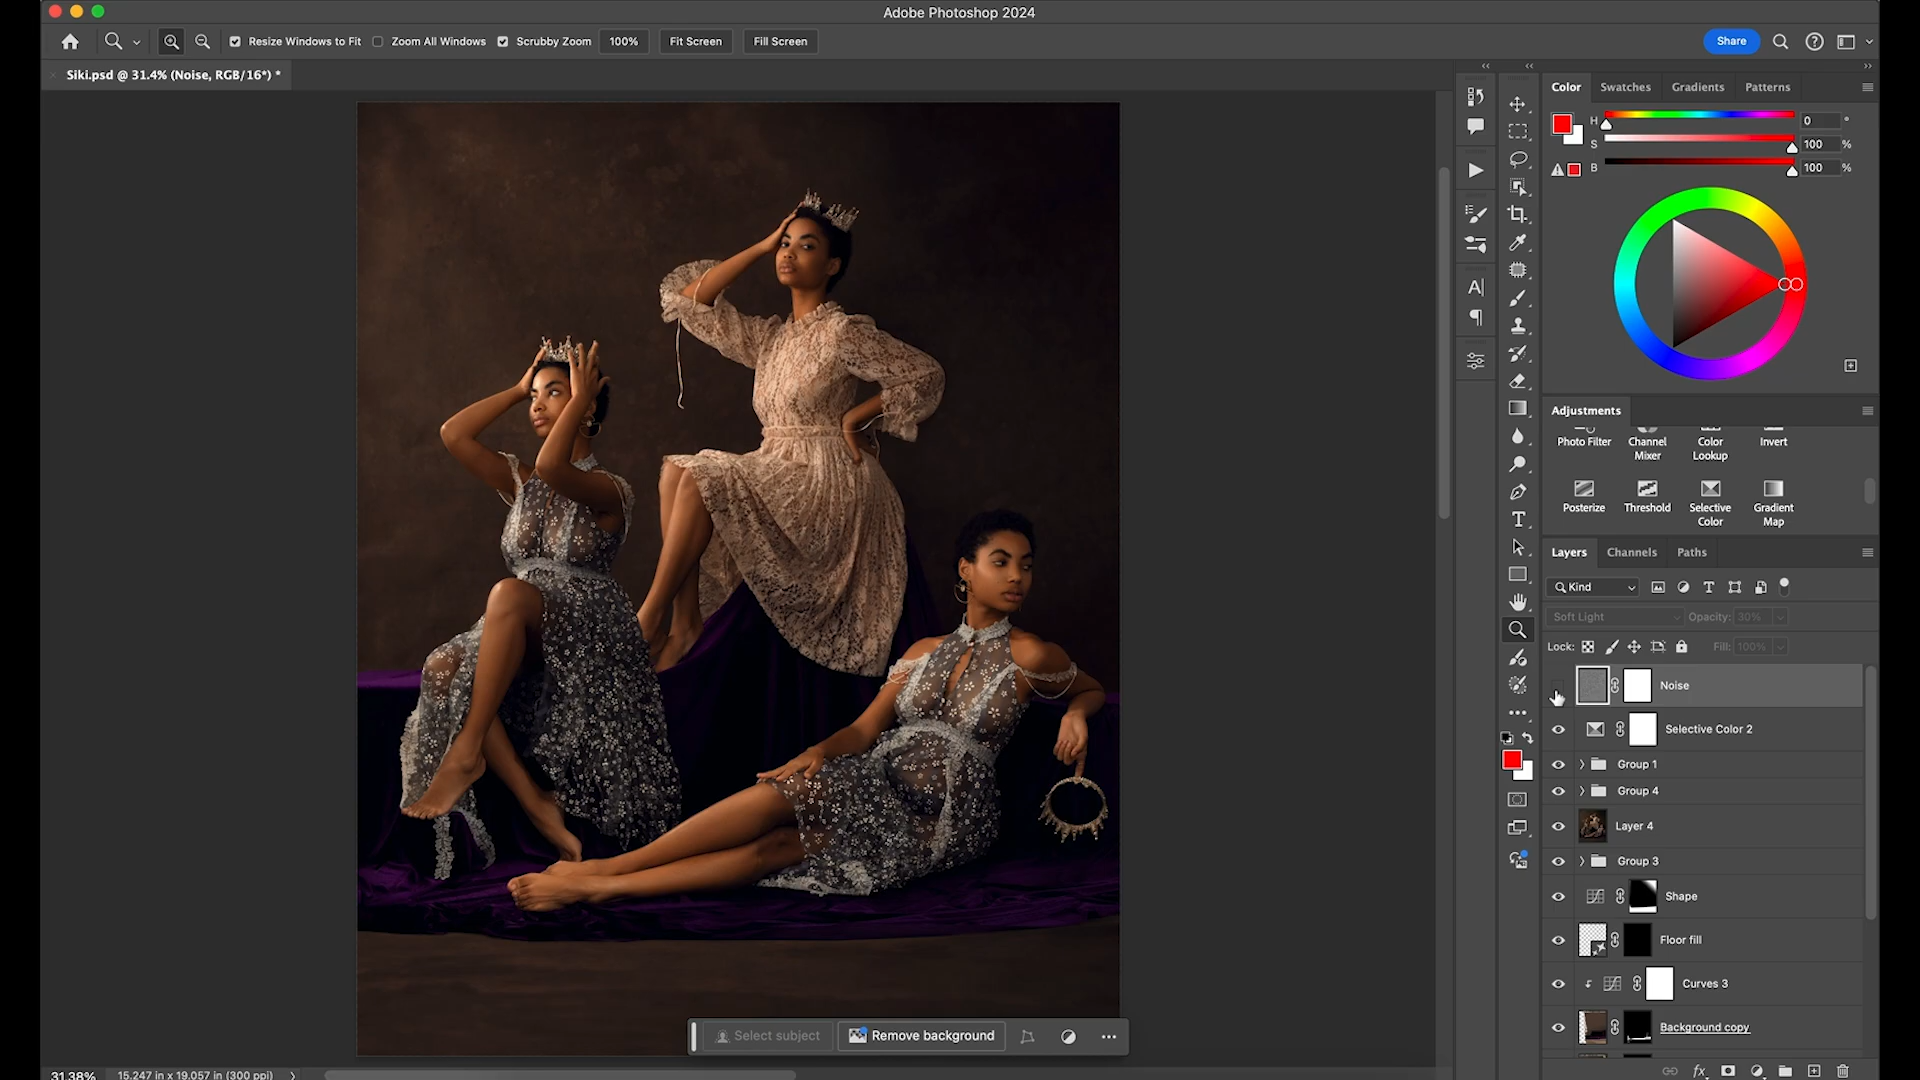 Adobe Photoshop 2024
Resize Windows to Fit
Zoom All Windows
Scrubby Zoom
100%
Fit Screen
Fill Screen
Share
Siki.psd @ 31.4% (Noise, RGB/16*) *
Color Swatches Gradients Patterns
H 0 °
S 100 %
B 100 %
Adjustments
Photo Filter
Channel Mixer
Color Lookup
Invert
Posterize
Threshold
Selective Color
Gradient Map
Layers Channels Paths
Kind
Soft Light Opacity: 30%
Lock: Fill: 100%
Noise
Selective Color 2
Group 1
Group 4
Layer 4
Group 3
Shape
Floor fill
Curves 3
Background copy
Select subject
Remove background
31.38% 15.247 in x 19.057 in (300 ppi)
fx